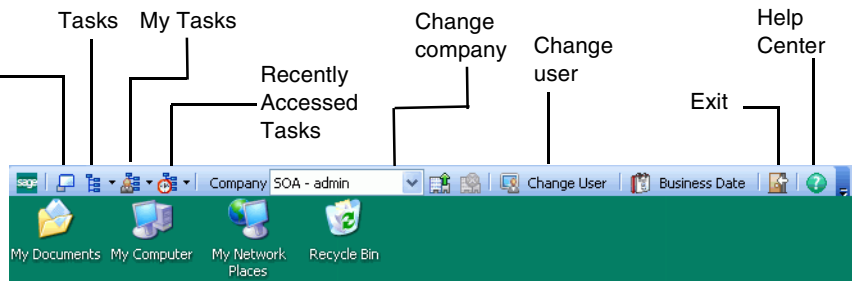 Tasks My Tasks
Change
company
Help
Center
Change
user
Recently
Accessed
Tasks
Exit
sage Company SOA - admin Change User Business Date
My Documents My Computer My Network
Places Recycle Bin